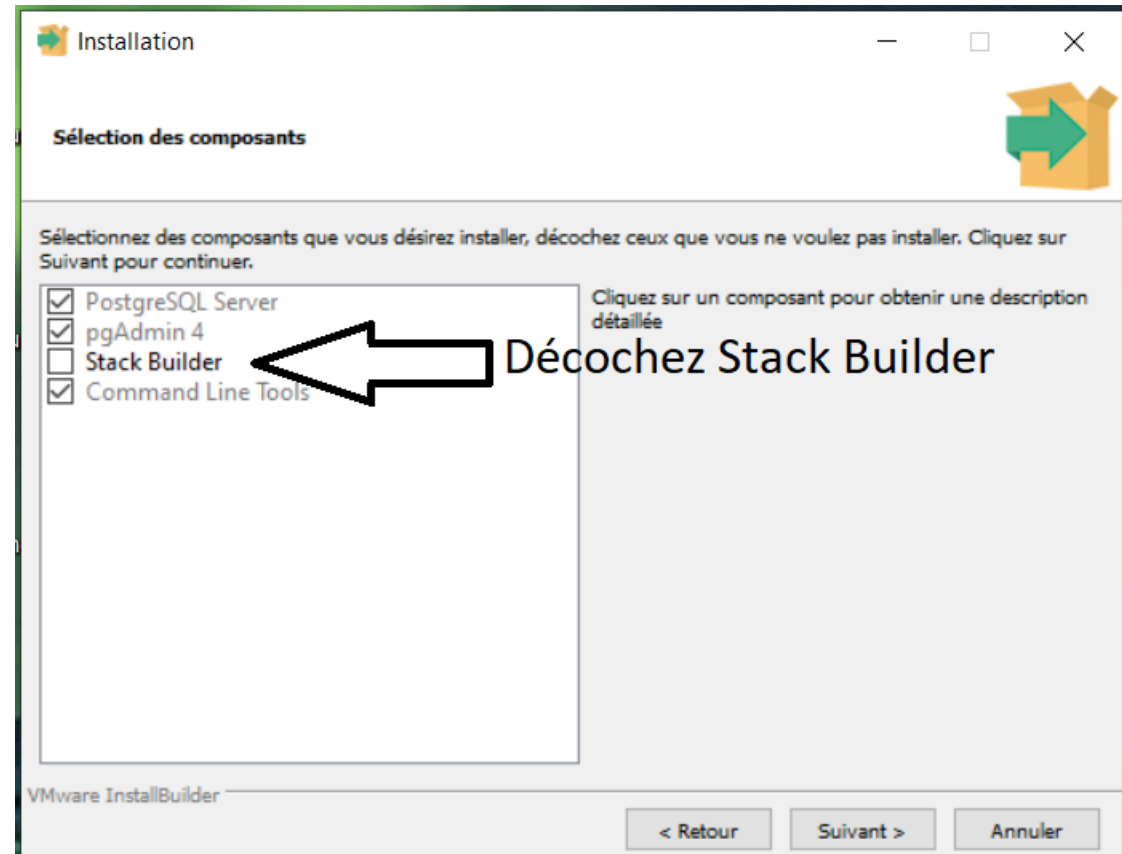 Installation
Sélection des composants
Sélectionnez des composants que vous désirez installer, décochez ceux que vous ne voulez pas installer. Cliquez sur
Suivant pour continuer.
PostgreSQL Server
pgAdmin 4
Stack Builder
Command Line Tools
Cliquez sur un composant pour obtenir une description
détaillée
Décochez Stack Builder
VMware InstallBuilder
< Retour
Suivant >
Annuler